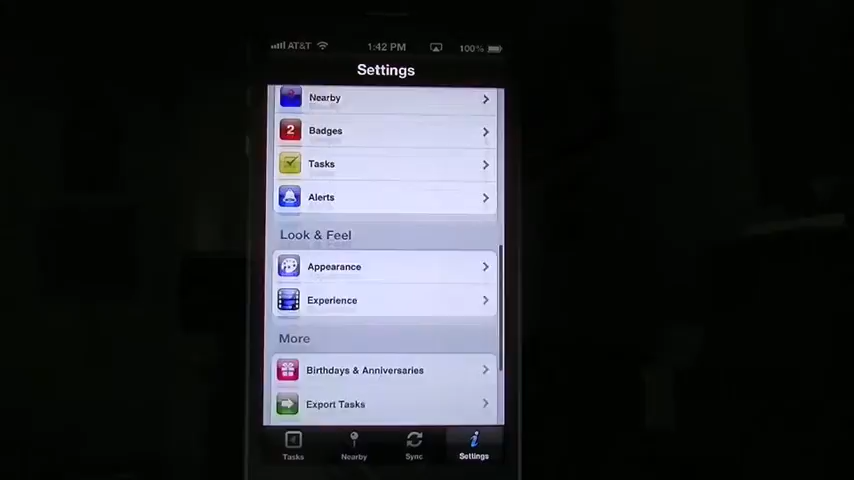 AT&T 1:42 PM 100%
Settings
Nearby
2 Badges
Tasks
Alerts
Look & Feel
Appearance
Experience
More
Birthdays & Anniversaries
Export Tasks
Tasks Nearby Sync Settings